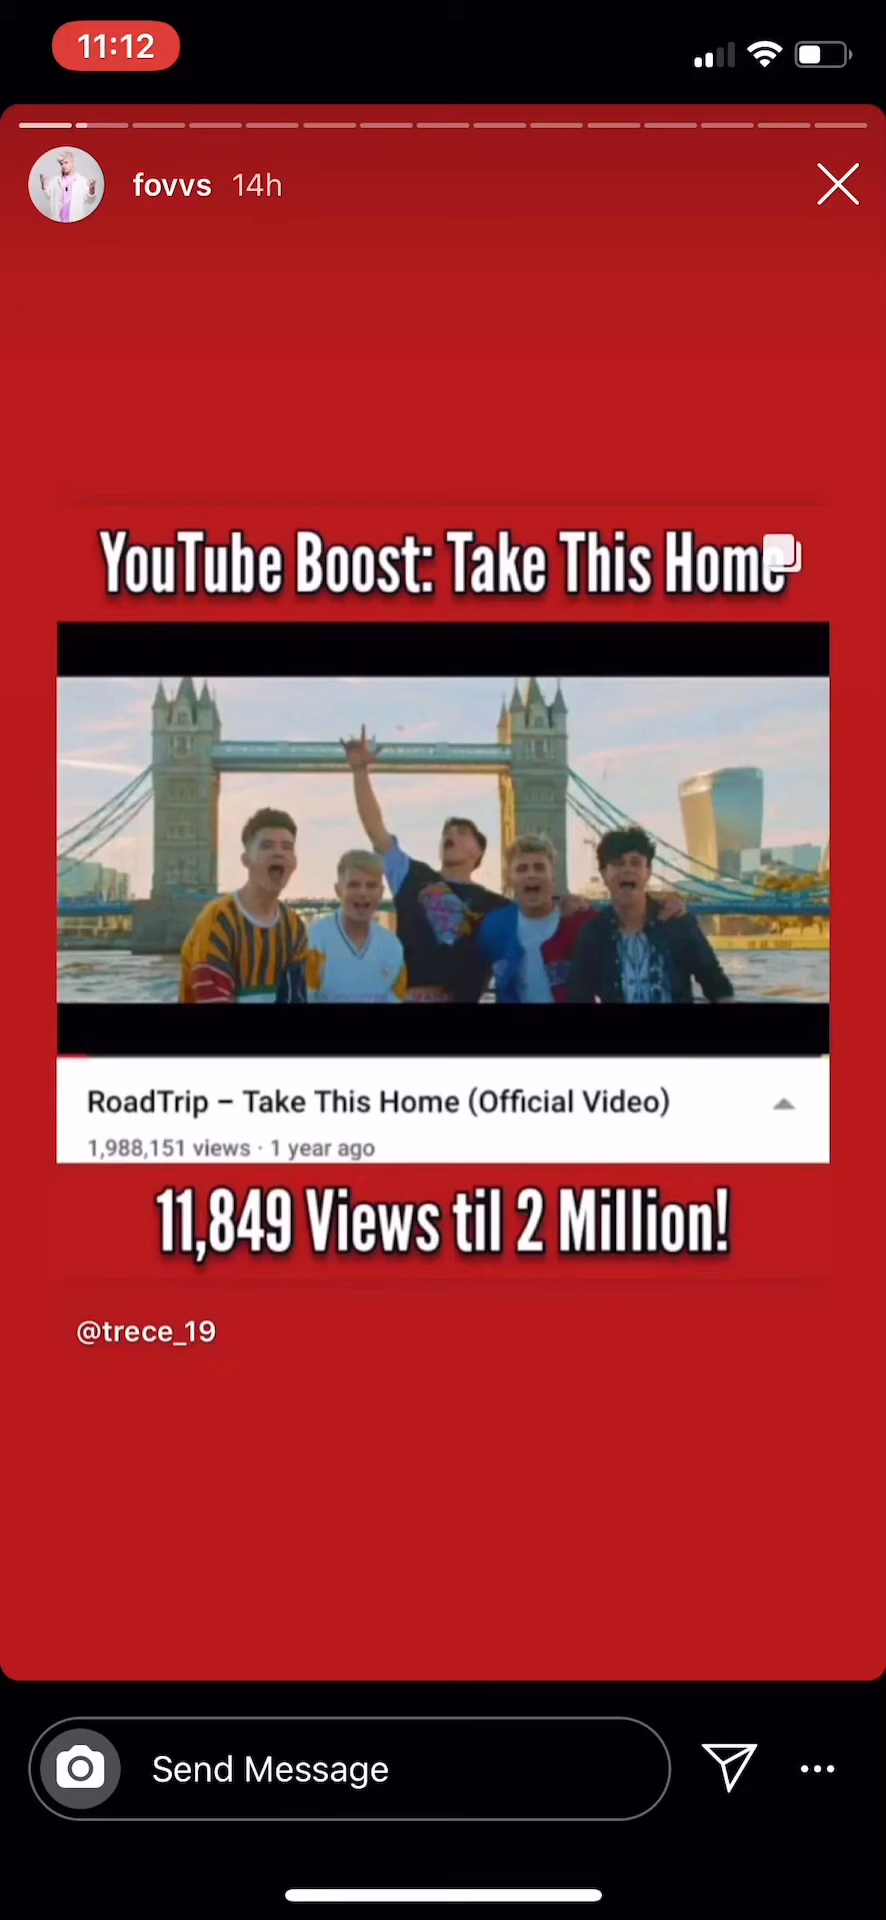 11:12
fovvs 14h
YouTube Boost: Take This Home
RoadTrip – Take This Home (Official Video)
1,988,151 views · 1 year ago
11,849 Views til 2 Million!
@trece_19
Send Message